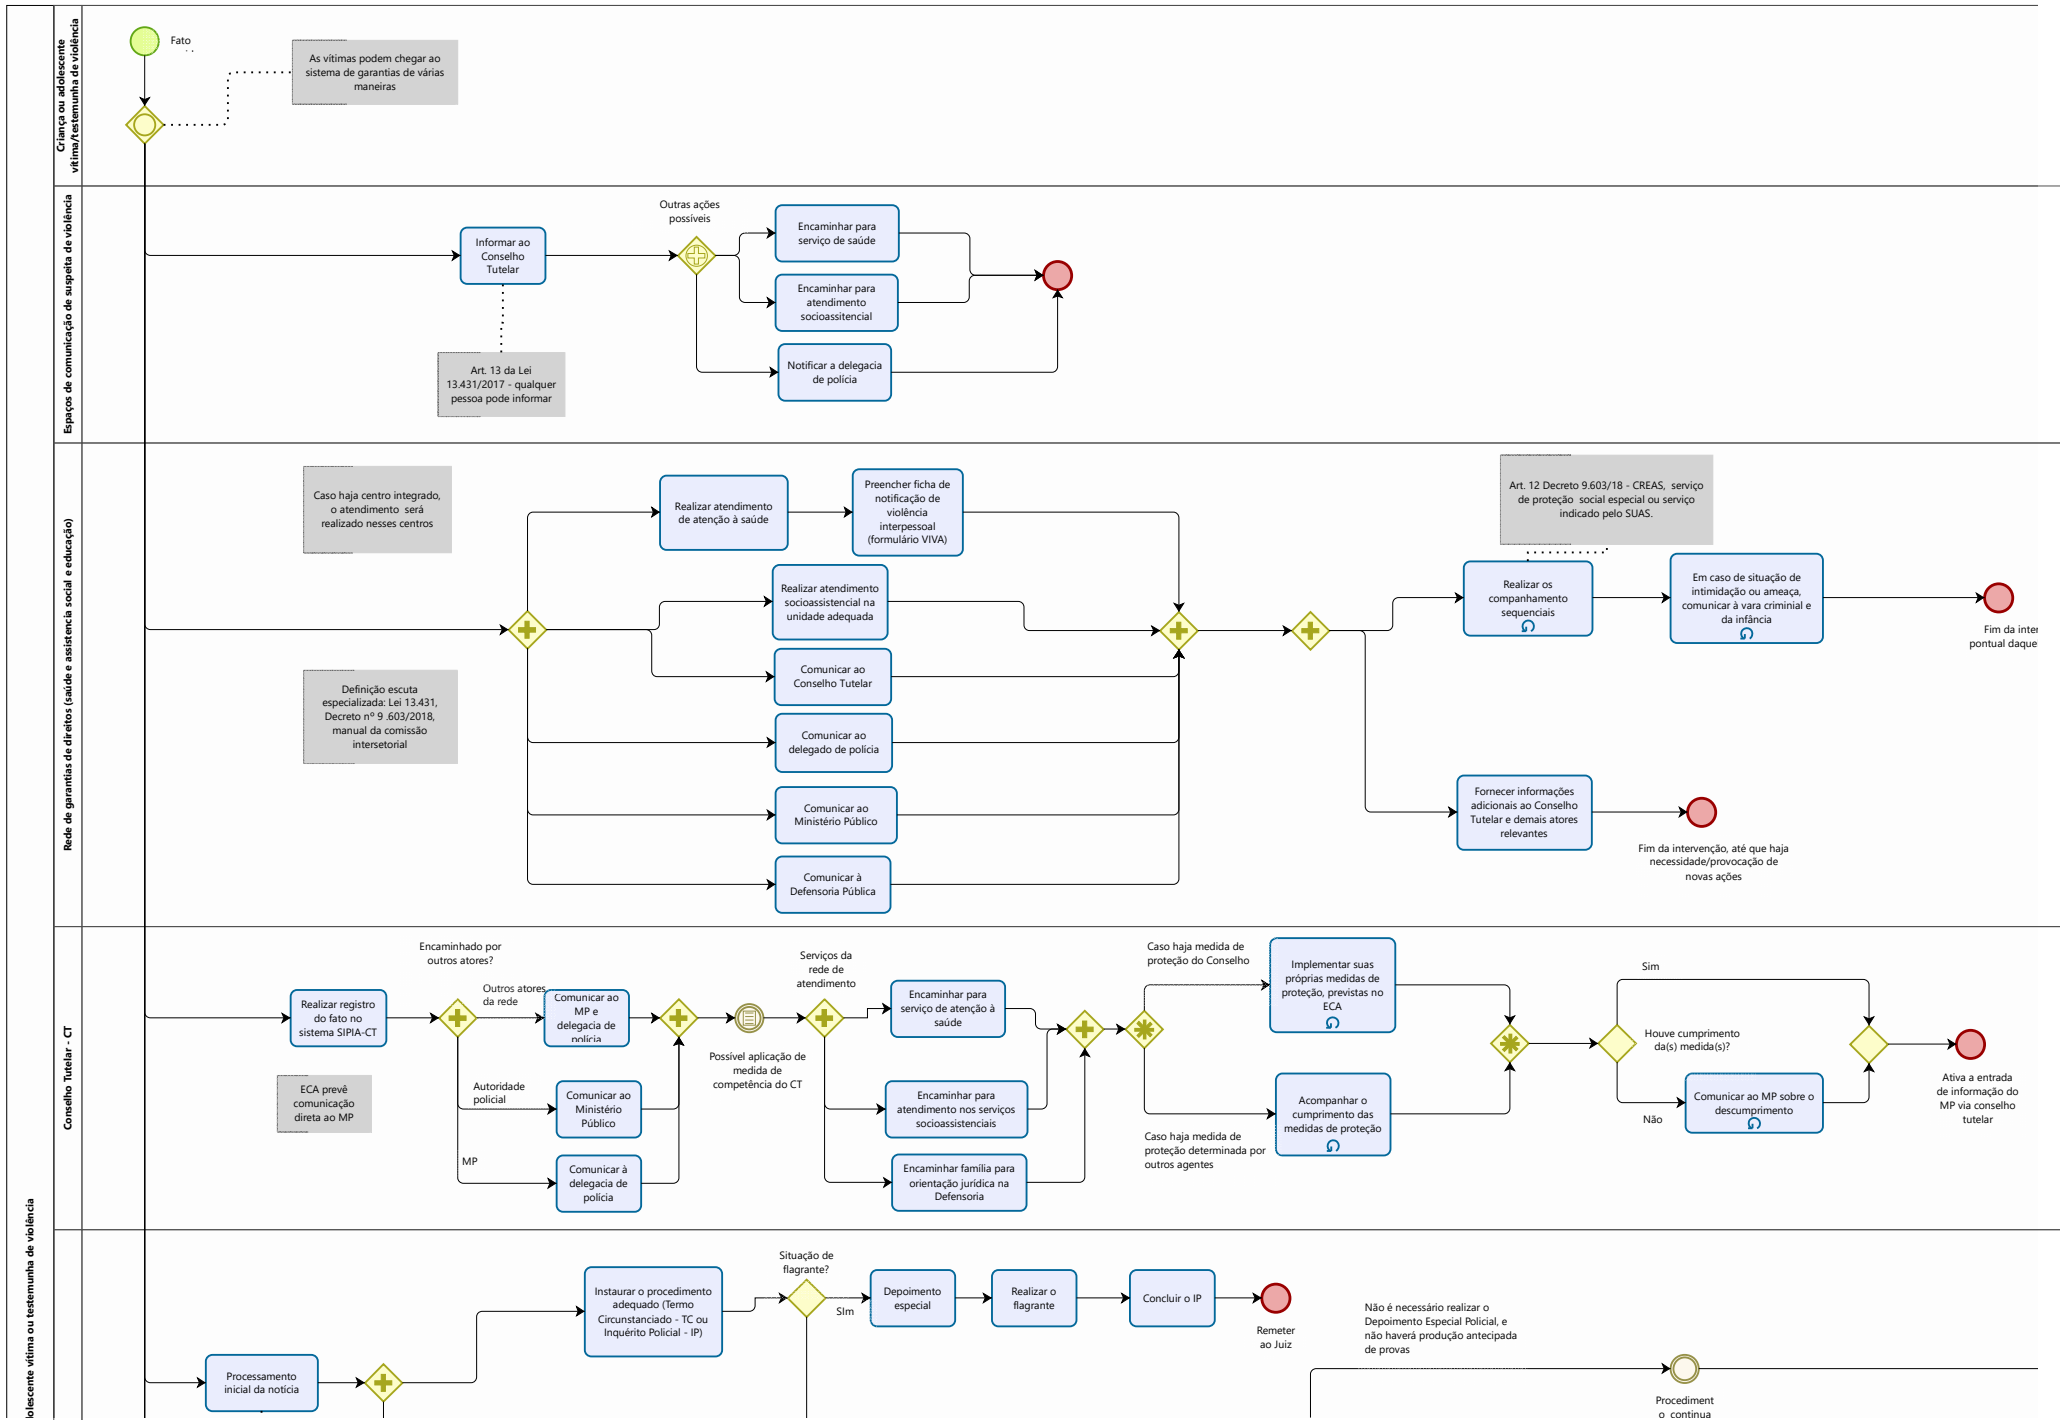 Criança ou adolescente
vítima/testemunha de violência
Fato
As vítimas podem chegar ao
sistema de garantias de várias
maneiras
Espaços de comunicação de suspeita de violência
Informar ao
Conselho
Tutelar
Outras ações
possíveis
Encaminhar para
serviço de saúde
Encaminhar para
atendimento
socioassitencial
Notificar a delegacia
de polícia
Art. 13 da Lei
13.431/2017 - qualquer
pessoa pode informar
Rede de garantias de direitos (saúde e assistencia social e educação)
Caso haja centro integrado,
o atendimento será
realizado nesses centros
Definição escuta
especializada: Lei 13.431,
Decreto nº 9 .603/2018,
manual da comissão
intersetorial
Realizar atendimento
de atenção à saúde
Preencher ficha de
notificação de
violência
interpessoal
(formulário VIVA)
Realizar atendimento
socioassistencial na
unidade adequada
Comunicar ao
Conselho Tutelar
Comunicar ao
delegado de polícia
Comunicar ao
Ministério Público
Comunicar à
Defensoria Pública
Art. 12 Decreto 9.603/18 - CREAS, serviço
de proteção social especial ou serviço
indicado pelo SUAS.
Realizar os
companhamento
sequenciais
Em caso de situação de
intimidação ou ameaça,
comunicar à vara criminial e
da infância
Fim da inter
pontual daque
Fornecer informações
adicionais ao Conselho
Tutelar e demais atores
relevantes
Fim da intervenção, até que haja
necessidade/provocação de
novas ações
Conselho Tutelar - CT
Realizar registro
do fato no
sistema SIPIA-CT
ECA prevê
comunicação
direta ao MP
Encaminhado por
outros atores?
Outros atores
da rede
Comunicar ao
MP e
delegacia de
polícia
Autoridade
policial
Comunicar ao
Ministério
Público
MP
Comunicar à
delegacia de
polícia
Possível aplicação de
medida de
competência do CT
Serviços da
rede de
atendimento
Encaminhar para
serviço de atenção à
saúde
Encaminhar para
atendimento nos serviços
socioassistenciais
Encaminhar família para
orientação jurídica na
Defensoria
Caso haja medida de
proteção do Conselho
Implementar suas
próprias medidas de
proteção, previstas no
ECA
Caso haja medida de
proteção determinada por
outros agentes
Acompanhar o
cumprimento das
medidas de proteção
Sim
Houve cumprimento
da(s) medida(s)?
Não
Comunicar ao MP sobre o
descumprimento
Ativa a entrada
de informação do
MP via conselho
tutelar
olescente vítima ou testemunha de violência
Processamento
inicial da notícia
Instaurar o procedimento
adequado (Termo
Circunstanciado - TC ou
Inquérito Policial - IP)
Situação de
flagrante?
SIm
Depoimento
especial
Realizar o
flagrante
Concluir o IP
Remeter
ao Juiz
Não é necessário realizar o
Depoimento Especial Policial, e
não haverá produção antecipada
de provas
Procediment
o continua